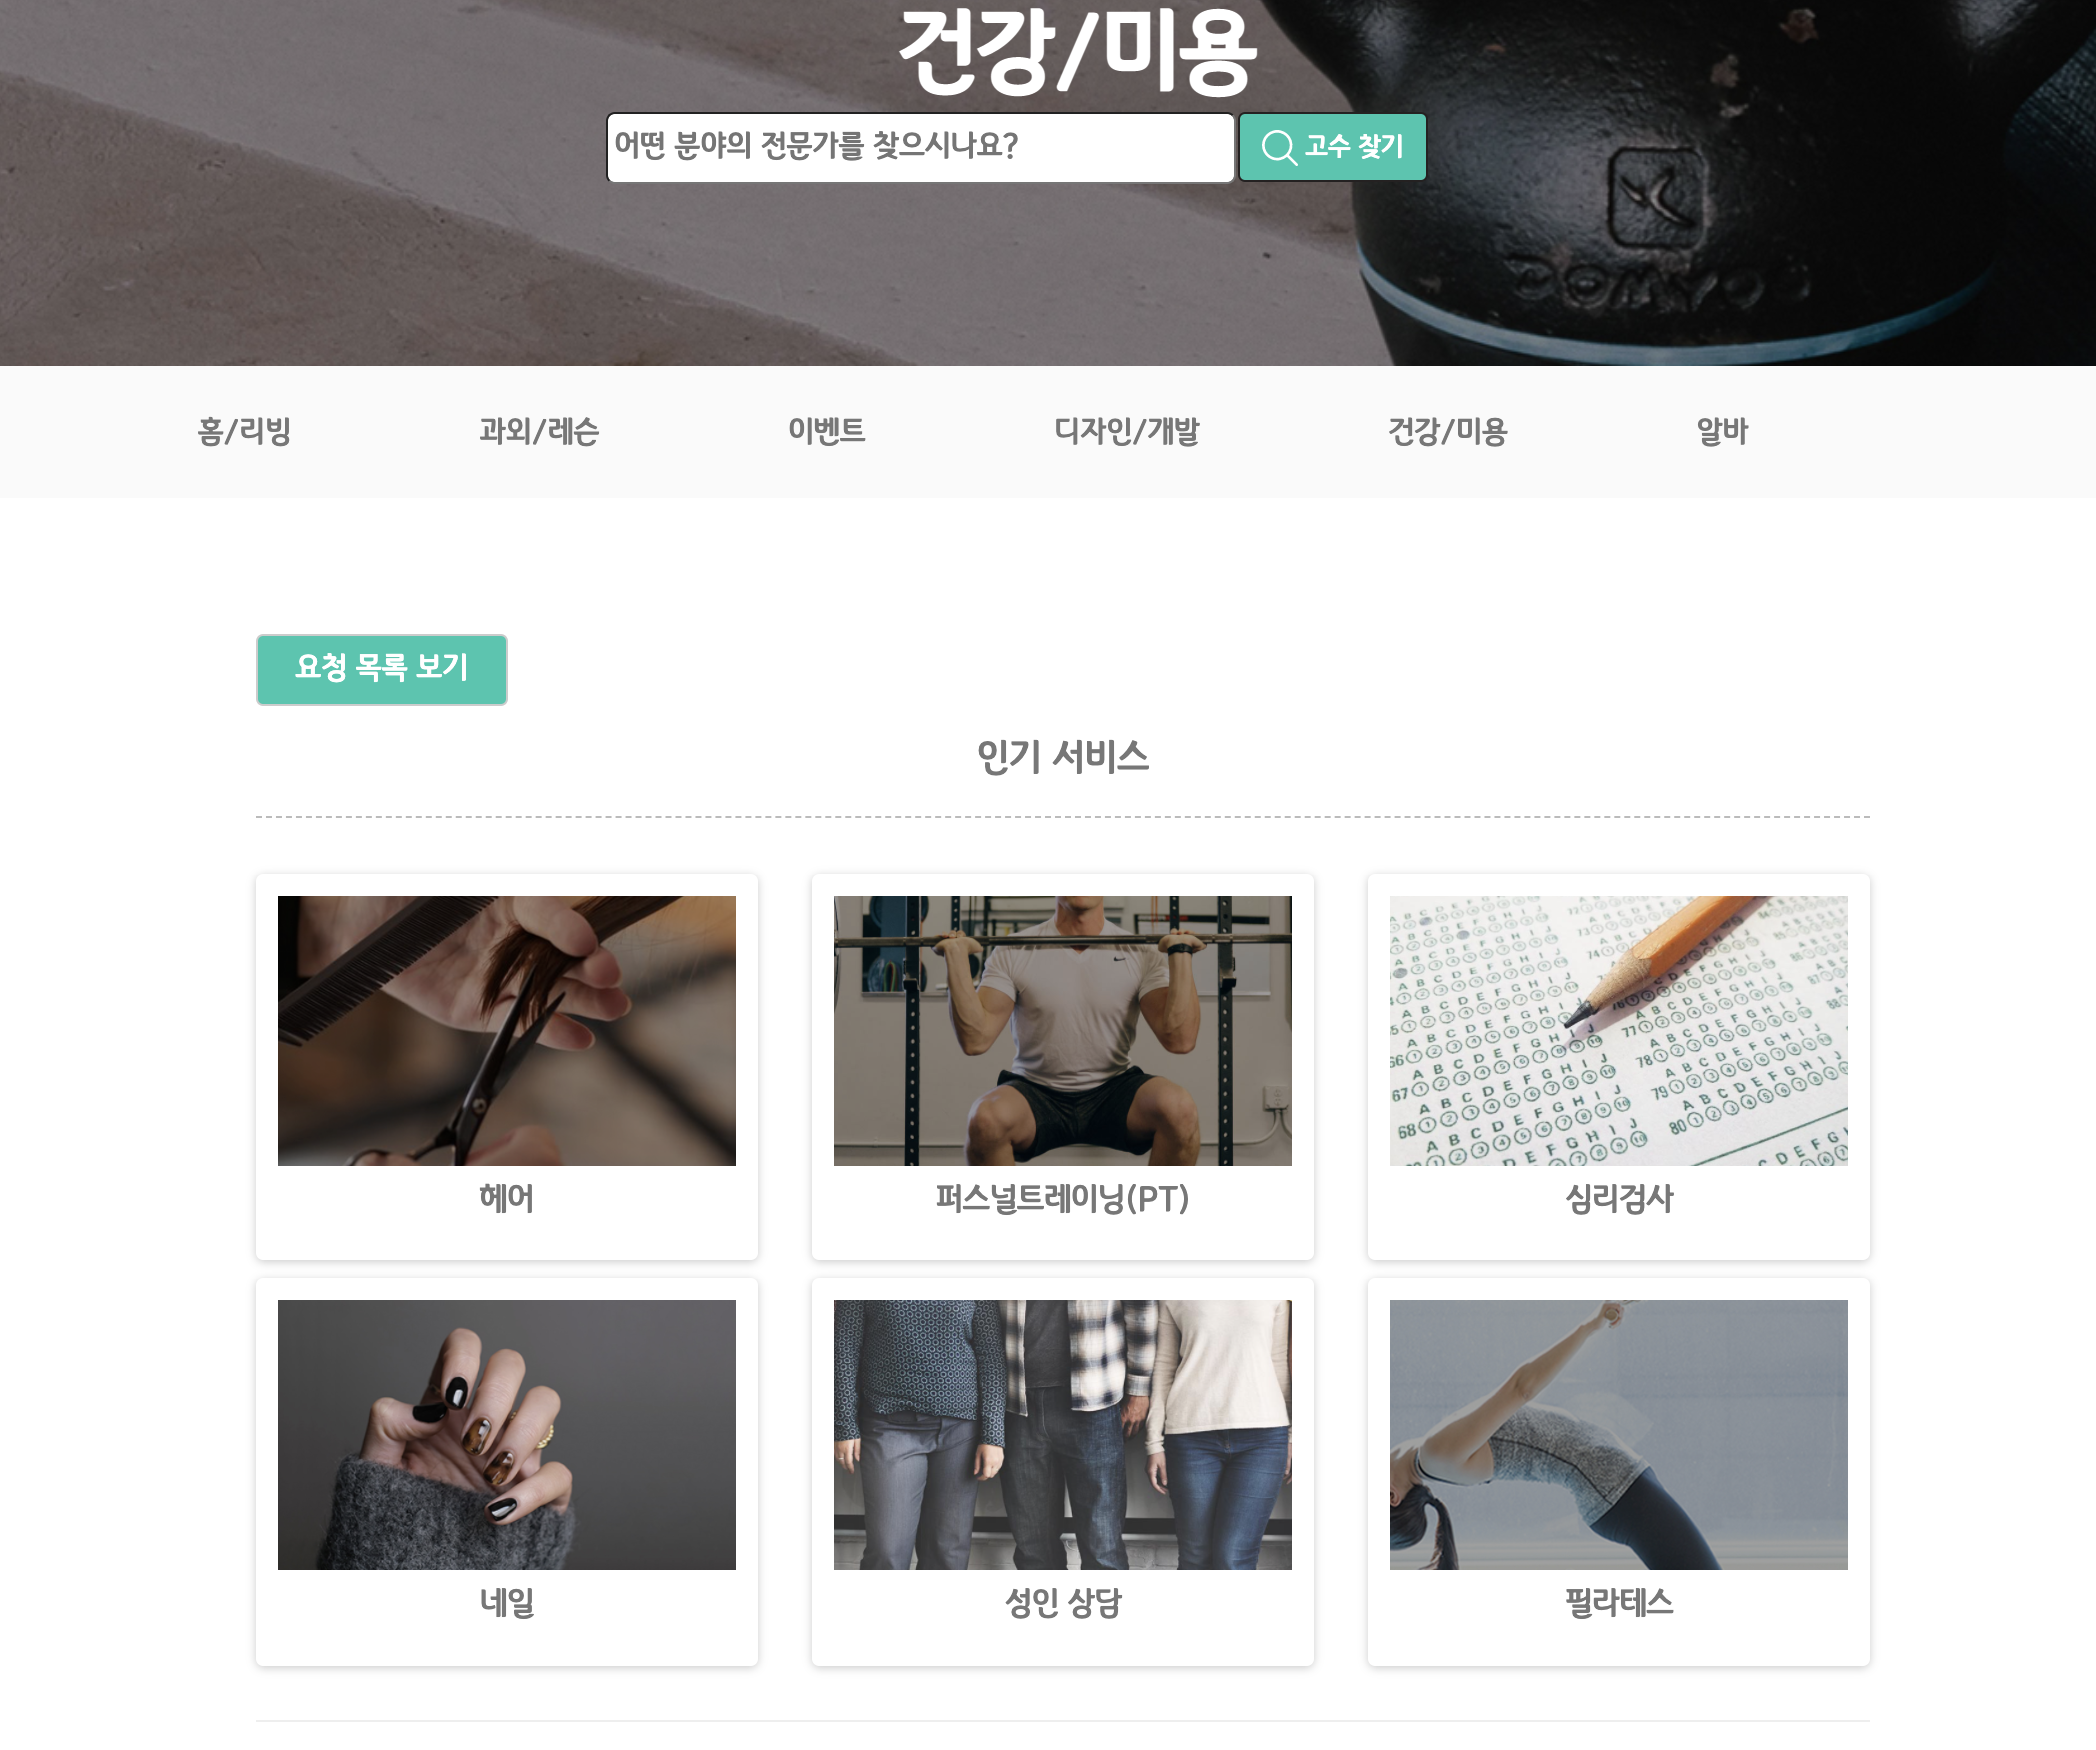 건강/미용
어떤 분야의 전문가를 찾으시나요?
고수 찾기
홈/리빙 과외/레슨 이벤트 디자인/개발 건강/미용 알바
요청 목록 보기
인기 서비스
헤어 퍼스널트레이닝(PT) 심리검사
네일 성인 상담 필라테스